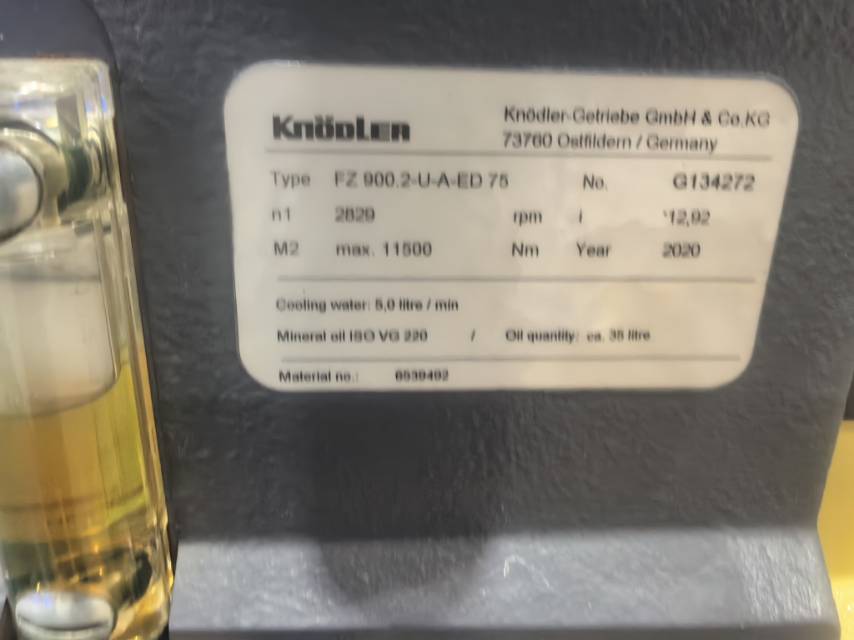 KnödLER
Knödler-Getriebe GmbH & Co.KG
73760 Ostfildern / Germany
Type FZ 900.2-U-A-ED 75 No. G134272
n1 2829 rpm i 12,92
M2 max. 11500 Nm Year 2020
Cooling water: 5,0 litre / min
Mineral oil ISO VG 220 / Oil quantity: ca. 35 litre
Material no.: 6539492